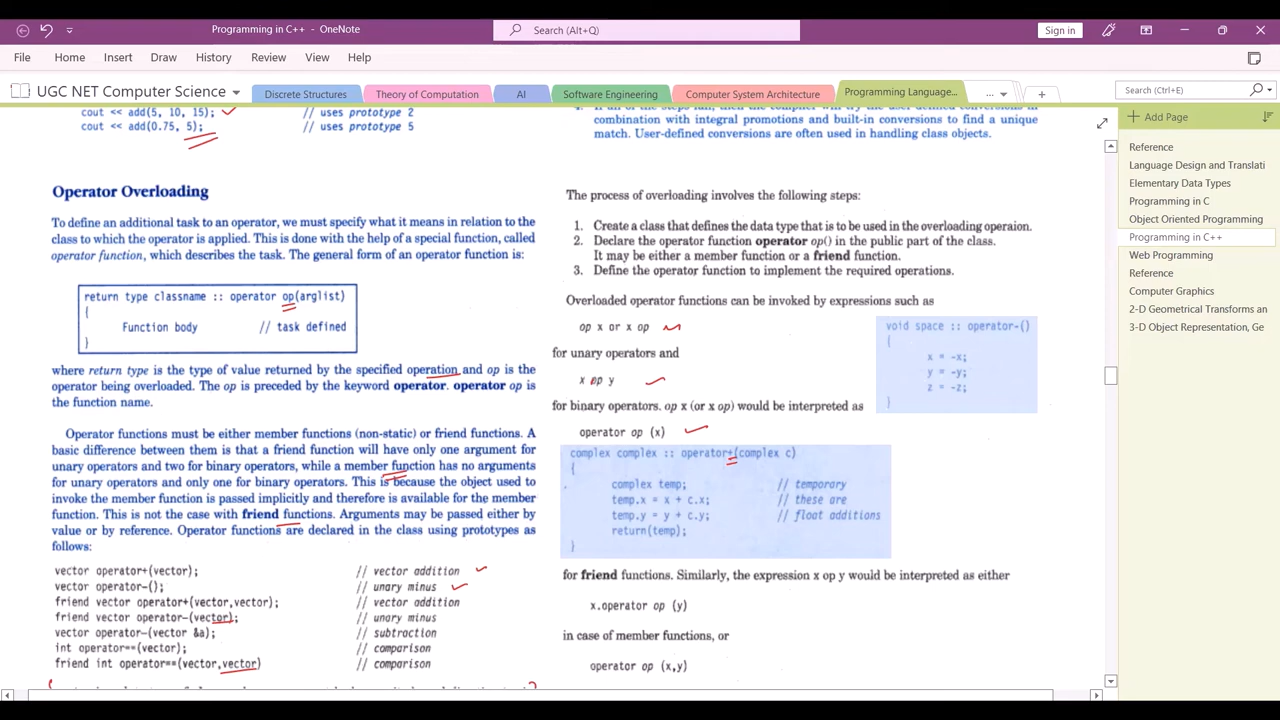 Programming in C++ - OneNote
Search (Alt+Q)
Sign in
File Home Insert Draw History Review View Help
UGC NET Computer Science
Discrete Structures
Theory of Computation
AI
Software Engineering
Computer System Architecture
Programming Language...
...
Search (Ctrl+E)
Add Page
Reference
Language Design and Translati
Elementary Data Types
Programming in C
Object Oriented Programming
Programming in C++
Web Programming
Reference
Computer Graphics
2-D Geometrical Transforms an
3-D Object Representation, Ge
cout << add(5, 10, 15); // uses prototype 2
cout << add(0.75, 5); // uses prototype 5
Operator Overloading
To define an additional task to an operator, we must specify what it means in relation to the
class to which the operator is applied. This is done with the help of a special function, called
operator function, which describes the task. The general form of an operator function is:
return type classname :: operator op(arglist)
{
Function body // task defined
}
where return type is the type of value returned by the specified operation and op is the
operator being overloaded. The op is preceded by the keyword operator. operator op is
the function name.
Operator functions must be either member functions (non-static) or friend functions. A
basic difference between them is that a friend function will have only one argument for
unary operators and two for binary operators, while a member function has no arguments
for unary operators and only one for binary operators. This is because the object used to
invoke the member function is passed implicitly and therefore is available for the member
function. This is not the case with friend functions. Arguments may be passed either by
value or by reference. Operator functions are declared in the class using prototypes as
follows:
vector operator+(vector); // vector addition
vector operator-(); // unary minus
friend vector operator+(vector,vector); // vector addition
friend vector operator-(vector); // unary minus
vector operator-(vector &a); // subtraction
int operator==(vector); // comparison
friend int operator==(vector,vector) // comparison
4. If all of the steps fail, then the compiler will try the user-defined conversions in
combination with integral promotions and built-in conversions to find a unique
match. User-defined conversions are often used in handling class objects.
The process of overloading involves the following steps:
1. Create a class that defines the data type that is to be used in the overloading operaion.
2. Declare the operator function operator op() in the public part of the class.
It may be either a member function or a friend function.
3. Define the operator function to implement the required operations.
Overloaded operator functions can be invoked by expressions such as
op x or x op
for unary operators and
x op y
for binary operators. op x (or x op) would be interpreted as
operator op (x)
void space :: operator-()
{
x = -x;
y = -y;
z = -z;
}
complex complex :: operator+(complex c)
{
complex temp; // temporary
temp.x = x + c.x; // these are
temp.y = y + c.y; // float additions
return(temp);
}
for friend functions. Similarly, the expression x op y would be interpreted as either
x.operator op (y)
in case of member functions, or
operator op (x,y)